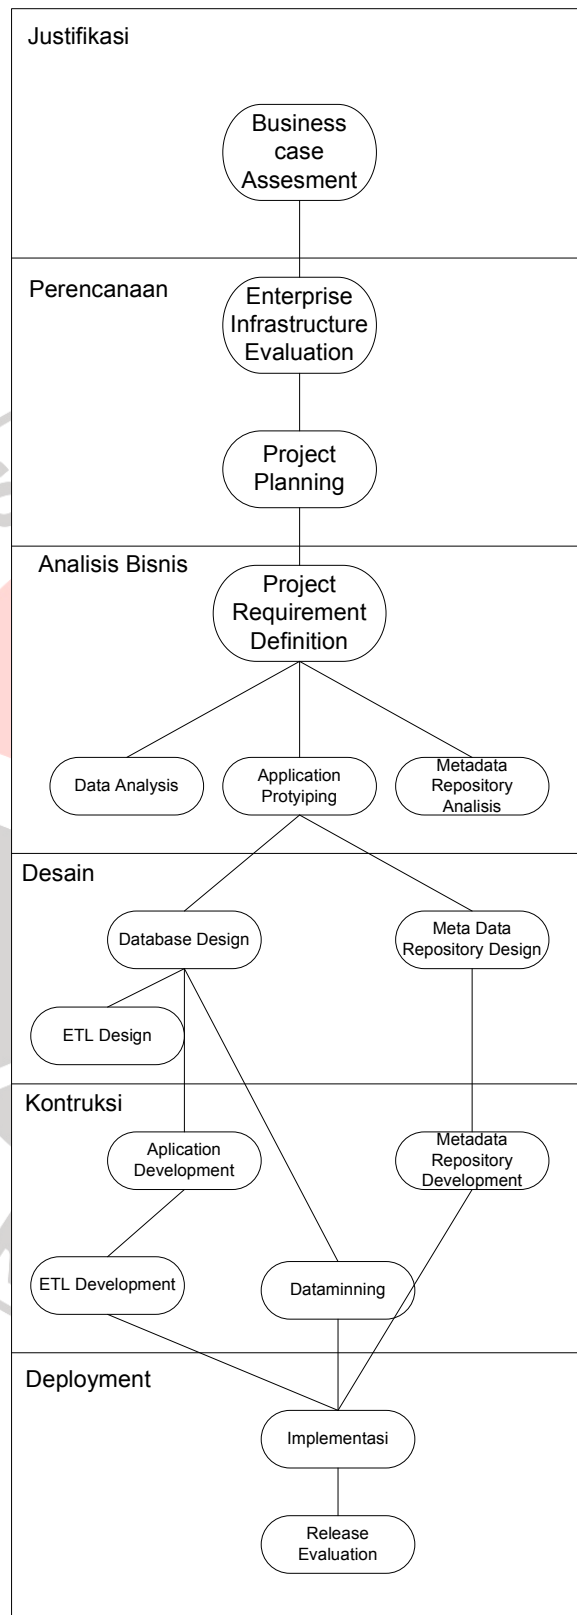 Justifikasi
Business
case
Assesment
Perencanaan
Enterprise
Infrastructure
Evaluation
Project
Planning
Analisis Bisnis
Project
Requirement
Definition
Data Analysis
Application
Protyiping
Metadata
Repository
Analisis
Desain
Database Design
Meta Data
Repository Design
ETL Design
Kontruksi
Aplication
Development
Metadata
Repository
Development
ETL Development
Dataminning
Deployment
Implementasi
Release
Evaluation